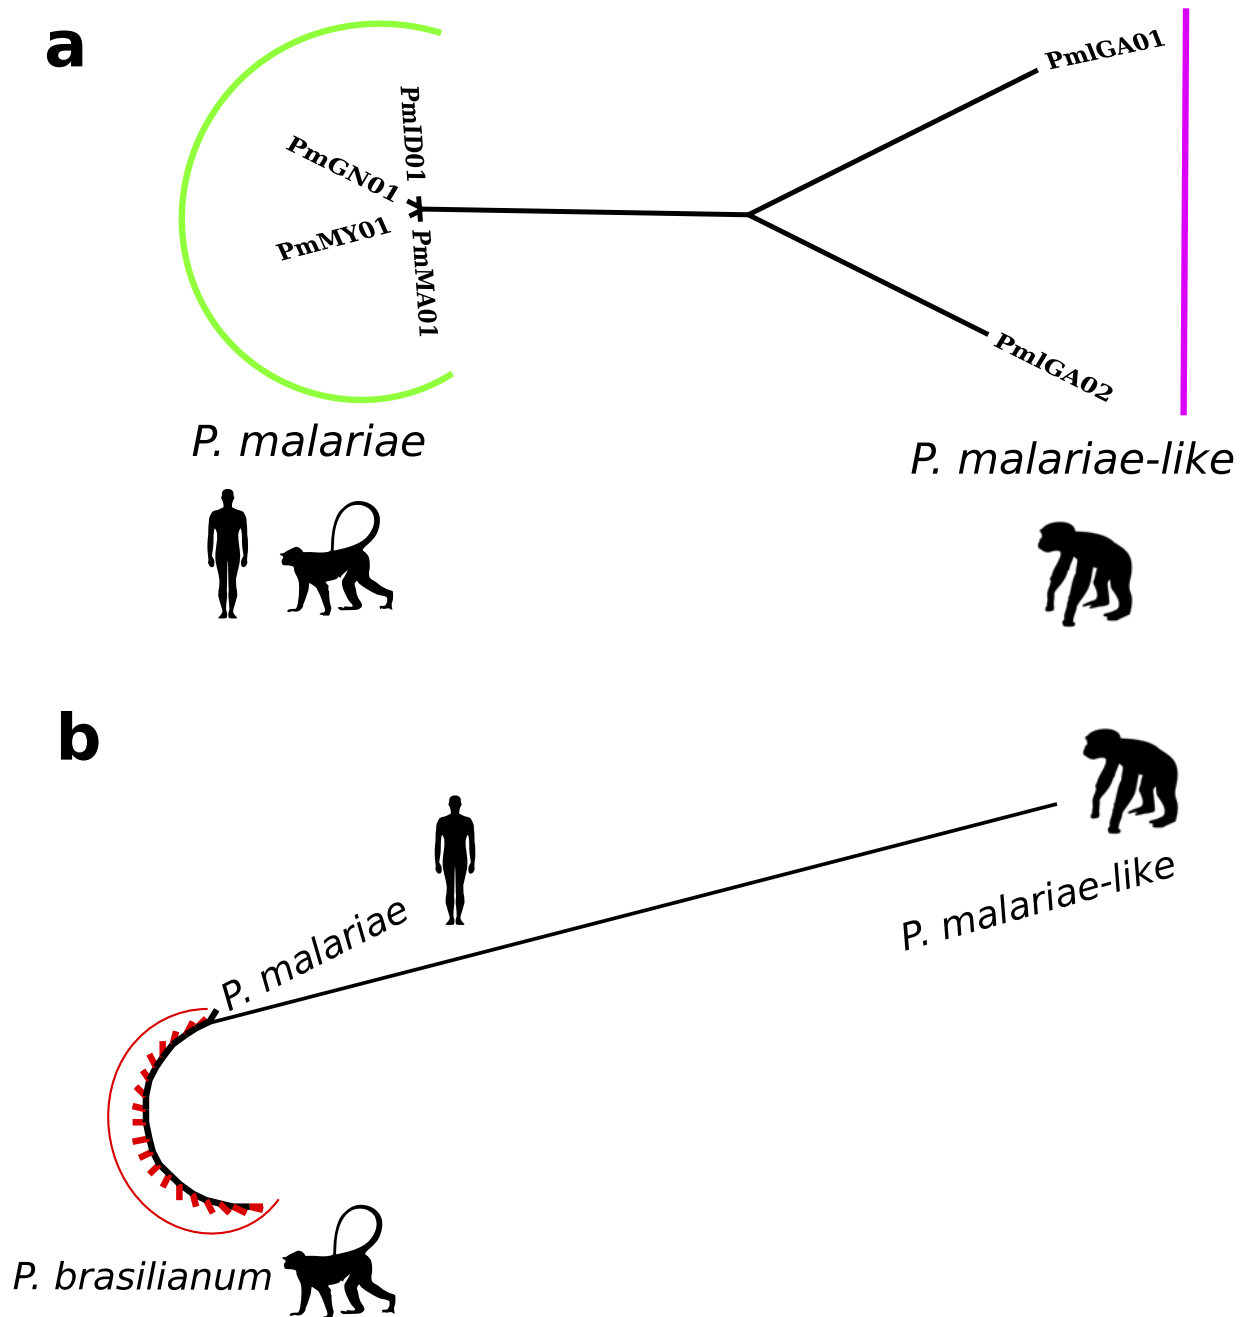 a
PmID01
PmGN01
PmMY01
PmMA01
PmlGA01
PmlGA02
P. malariae
P. malariae-like
b
P. malariae
P. malariae-like
P. brasilianum